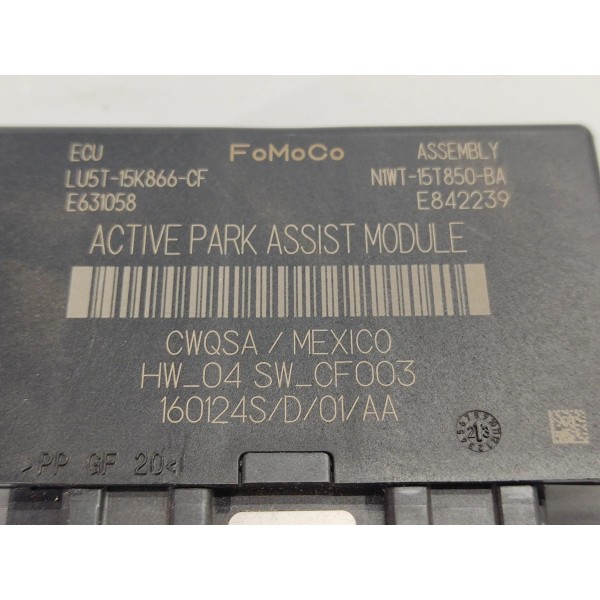 ECU FoMoCo ASSEMBLY
LU5T-15K866-CF N1WT-15T850-BA
E631058 E842239
ACTIVE PARK ASSIST MODULE
CWQSA / MEXICO
HW_04 SW_CF003
160124S/D/01/AA
>PP GF 20<